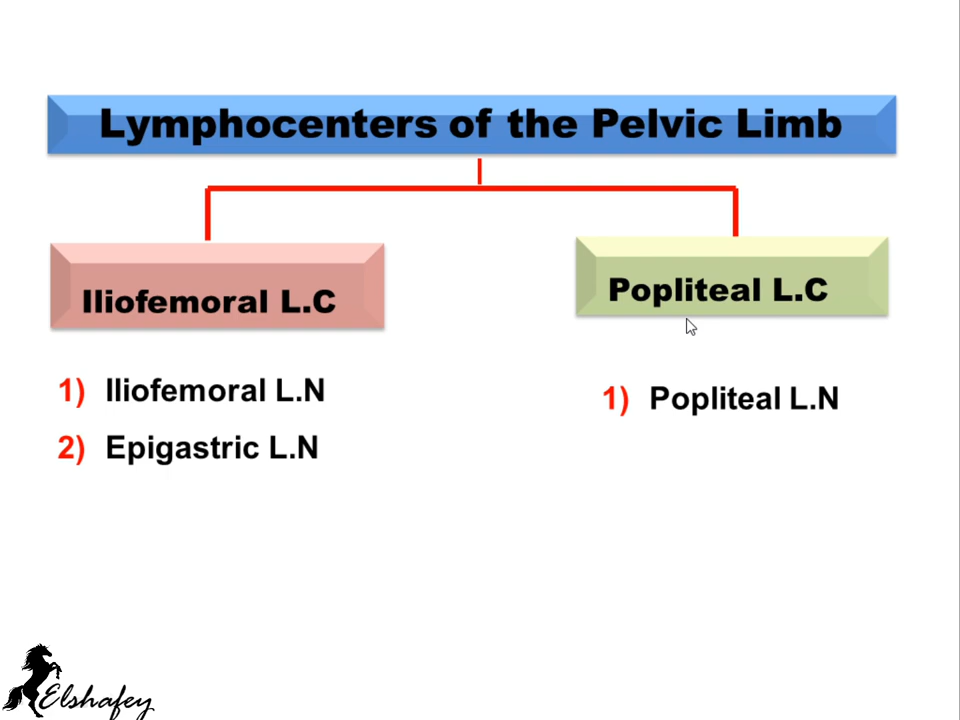 Lymphocenters of the Pelvic Limb
Iliofemoral L.C
Popliteal L.C
1) Iliofemoral L.N
2) Epigastric L.N
1) Popliteal L.N
Elshafey